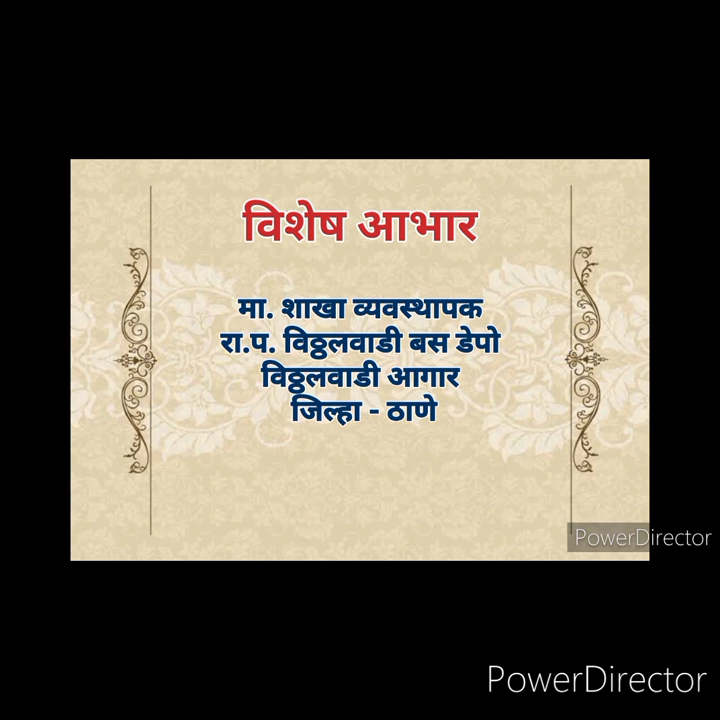 विशेष आभार
मा. शाखा व्यवस्थापक
रा.प. विठ्ठलवाडी बस डेपो
विठ्ठलवाडी आगार
जिल्हा - ठाणे
PowerDirector
PowerDirector